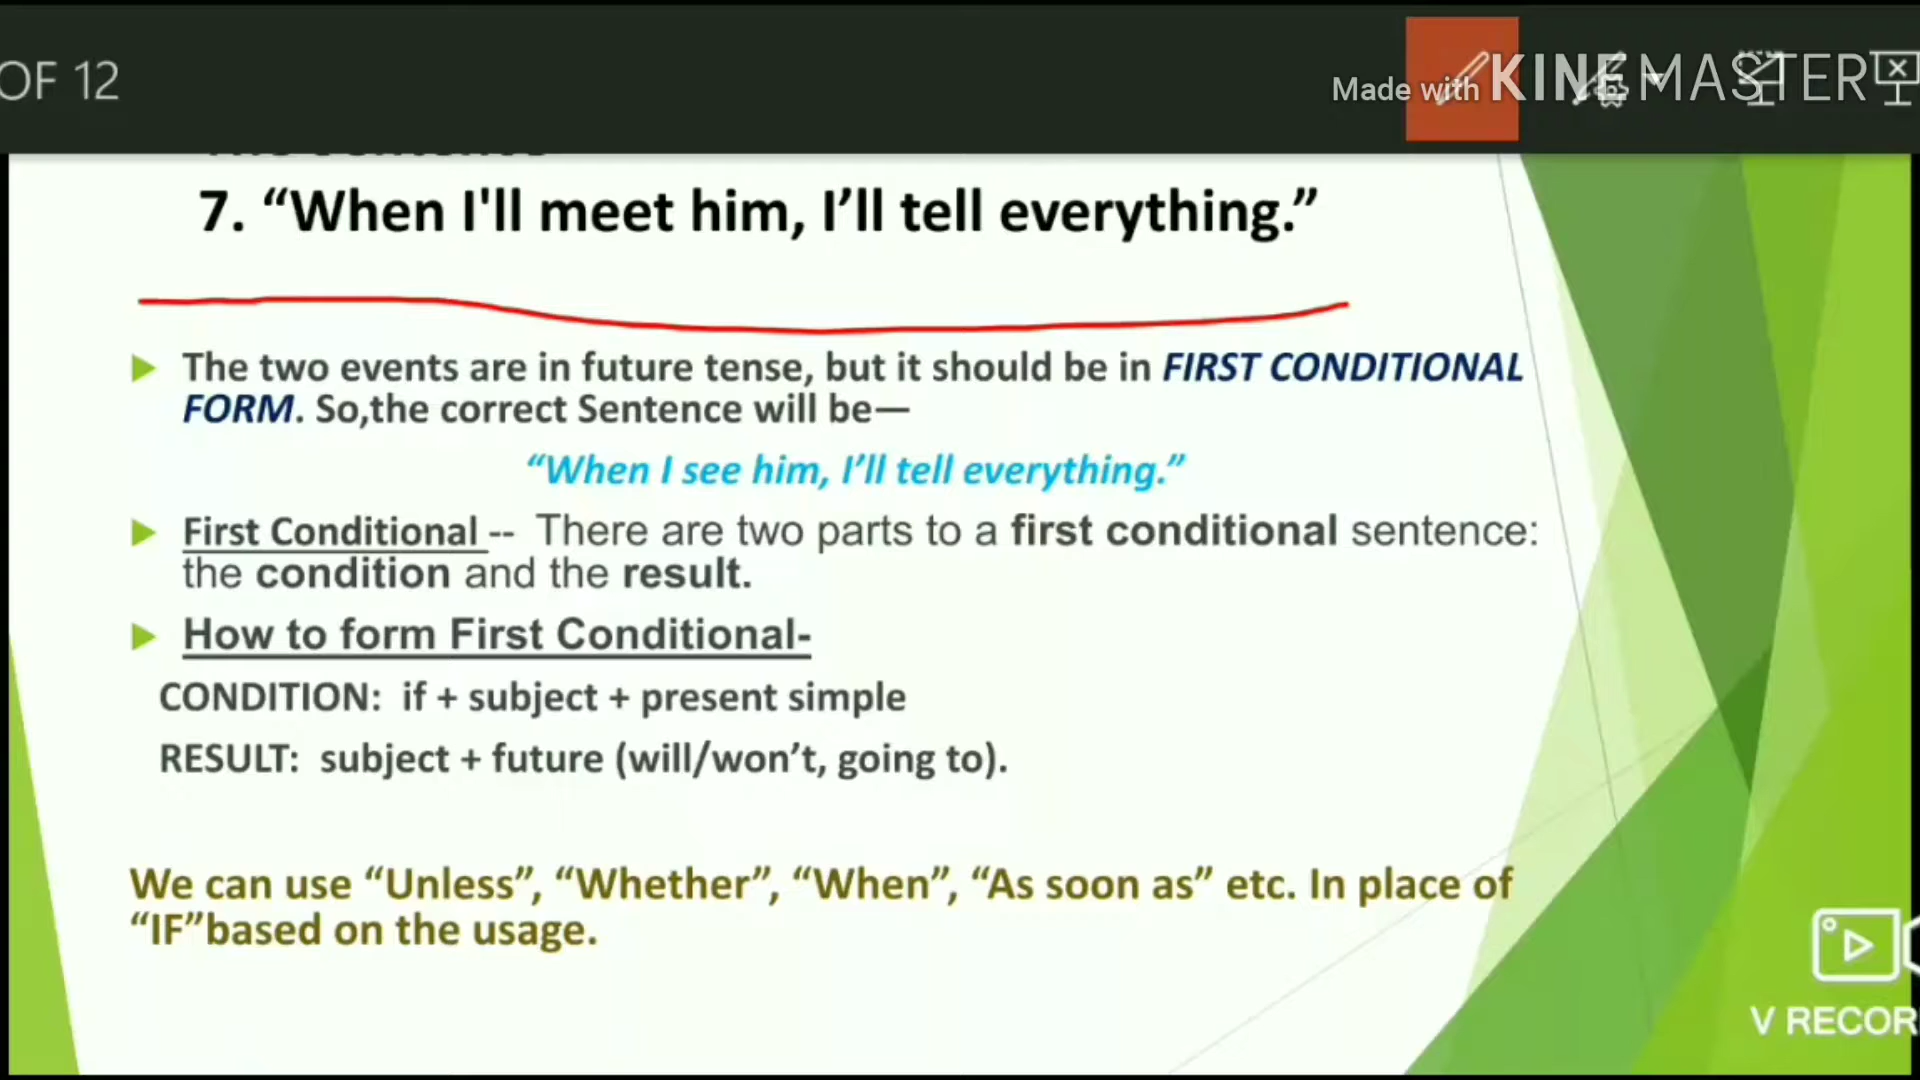 OF 12
Made with KINEMASTER
7. “When I'll meet him, I’ll tell everything.”
The two events are in future tense, but it should be in FIRST CONDITIONAL
FORM. So,the correct Sentence will be—
“When I see him, I’ll tell everything.”
First Conditional -- There are two parts to a first conditional sentence:
the condition and the result.
How to form First Conditional-
CONDITION: if + subject + present simple
RESULT: subject + future (will/won’t, going to).
We can use “Unless”, “Whether”, “When”, “As soon as” etc. In place of
“IF”based on the usage.
V RECOR